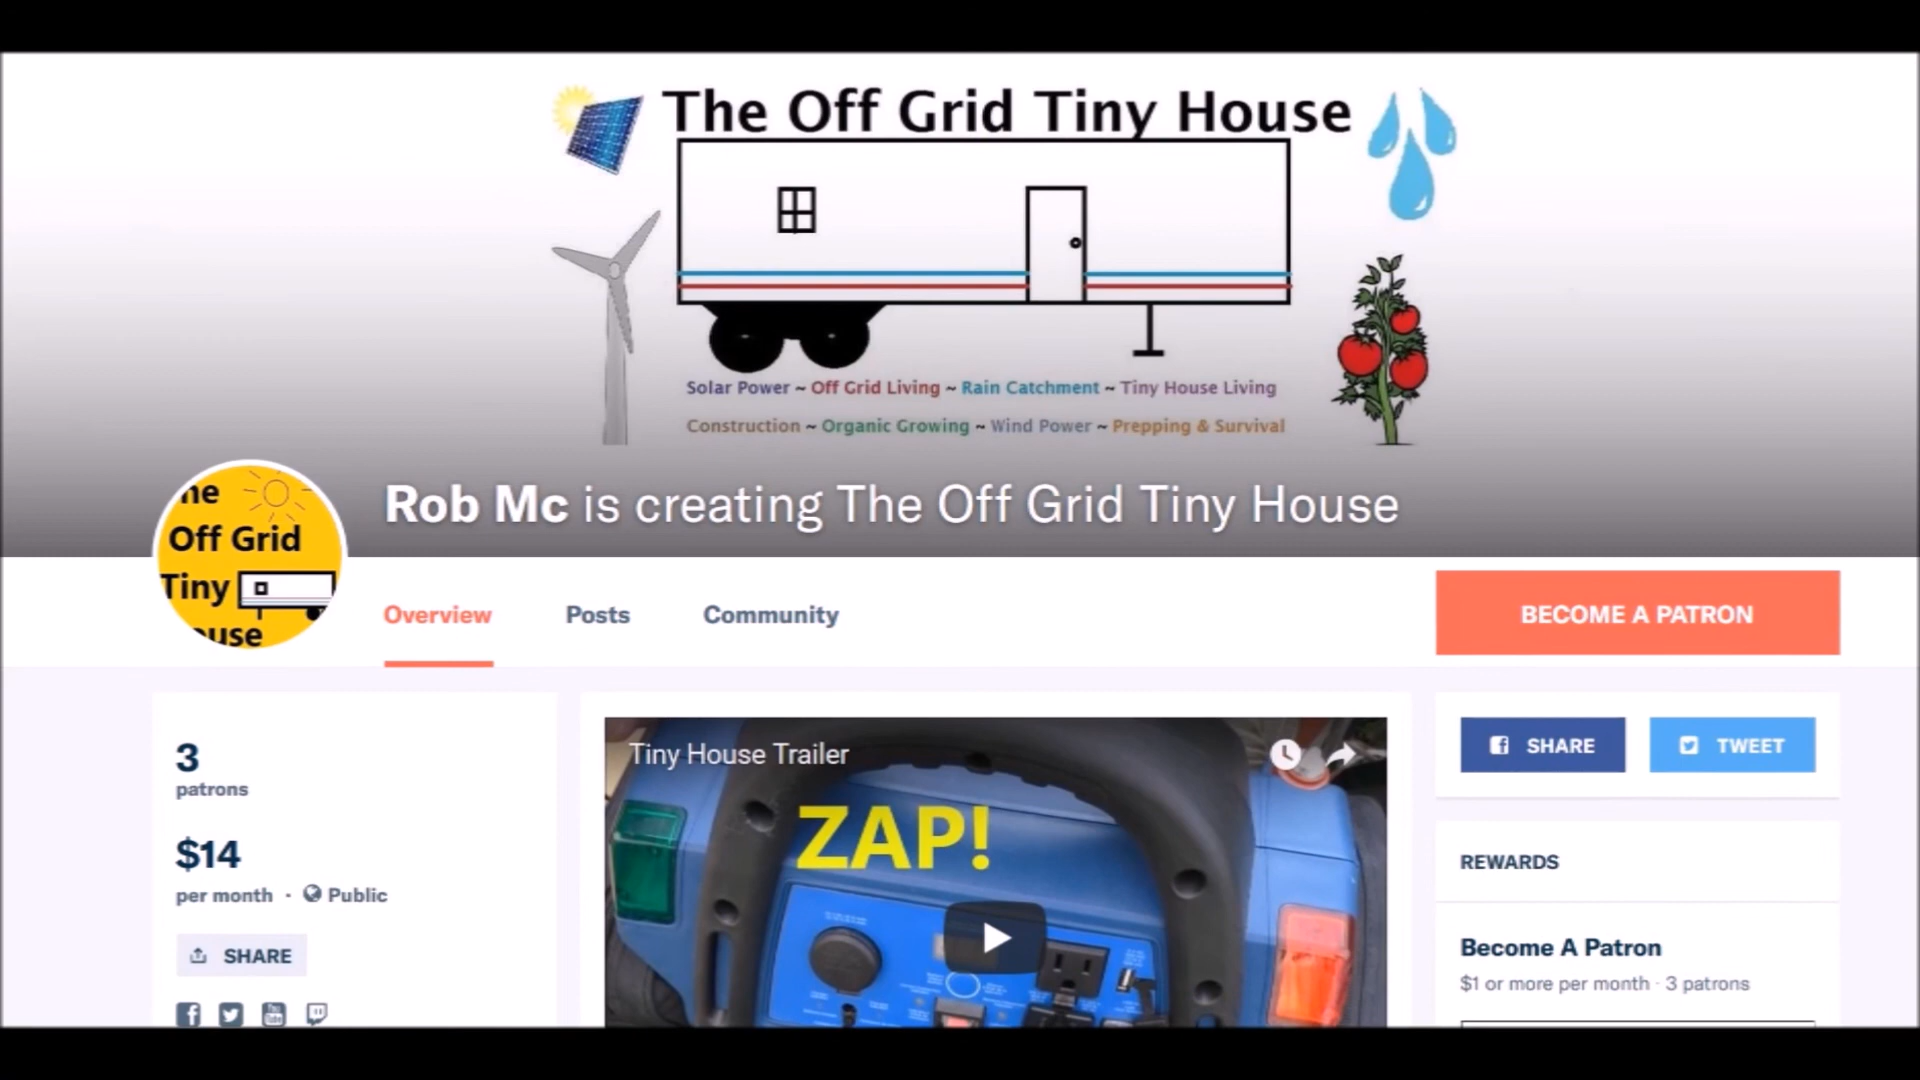 The Off Grid Tiny House
Solar Power ~ Off Grid Living ~ Rain Catchment ~ Tiny House Living
Construction ~ Organic Growing ~ Wind Power ~ Prepping & Survival
Rob Mc is creating The Off Grid Tiny House
Off Grid
Tiny
Overview
Posts
Community
BECOME A PATRON
3
patrons
$14
per month · Public
SHARE
Tiny House Trailer
ZAP!
SHARE
TWEET
REWARDS
Become A Patron
$1 or more per month · 3 patrons